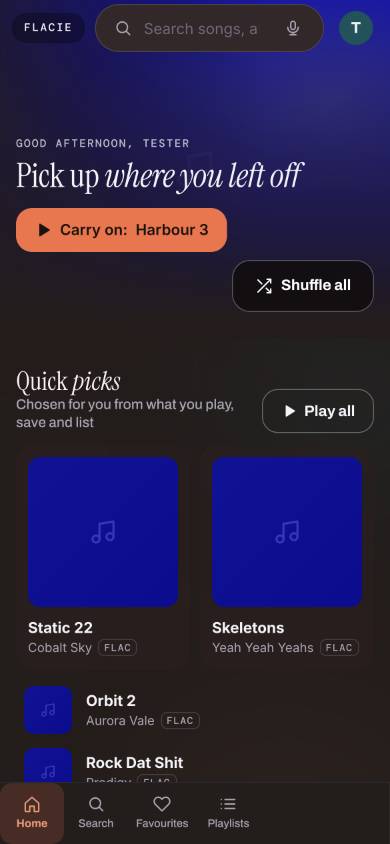 FLACIE
Search songs, a
T
GOOD AFTERNOON, TESTER
Pick up where you left off
Carry on: Harbour 3
Shuffle all
Quick picks
Chosen for you from what you play,
save and list
Play all
Static 22
Cobalt Sky FLAC
Skeletons
Yeah Yeah Yeahs FLAC
Orbit 2
Aurora Vale FLAC
Rock Dat Shit
Prodigy FLAC
Home
Search
Favourites
Playlists